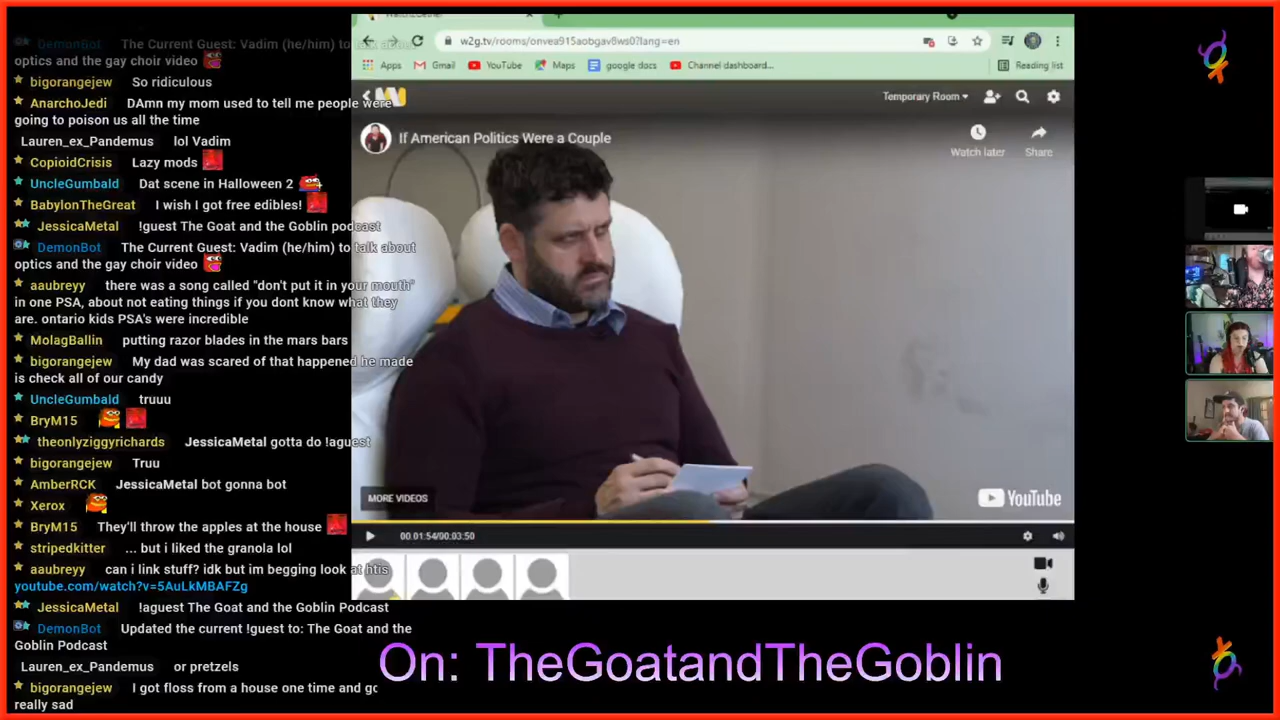 DemonBot The Current Guest: Vadim (he/him) to talk about
optics and the gay choir video
bigorangejew So ridiculous
AnarchoJedi DAmn my mom used to tell me people were
going to poison us all the time
Lauren_ex_Pandemus lol Vadim
CopioidCrisis Lazy mods
UncleGumbald Dat scene in Halloween 2
BabylonTheGreat I wish I got free edibles!
JessicaMetal !guest The Goat and the Goblin podcast
DemonBot The Current Guest: Vadim (he/him) to talk about
optics and the gay choir video
aaubreyy there was a song called "don't put it in your mouth"
in one PSA, about not eating things if you dont know what they
are. ontario kids PSA's were incredible
MolagBallin putting razor blades in the mars bars
bigorangejew My dad was scared of that happened he made
is check all of our candy
UncleGumbald truuu
BryM15
theonlyziggyrichards JessicaMetal gotta do !aguest
bigorangejew Truu
AmberRCK JessicaMetal bot gonna bot
Xerox
BryM15 They'll throw the apples at the house
stripedkitter ... but i liked the granola lol
aaubreyy can i link stuff? idk but im begging look at htis
youtube.com/watch?v=5AuLkMBAFZg
JessicaMetal !aguest The Goat and the Goblin Podcast
DemonBot Updated the current !guest to: The Goat and the
Goblin Podcast
Lauren_ex_Pandemus or pretzels
bigorangejew I got floss from a house one time and go
really sad
w2g.tv/rooms/onvea915aobgav8ws0?lang=en
Apps Gmail YouTube Maps google docs Channel dashboard... Reading list
Temporary Room
If American Politics Were a Couple
Watch later Share
MORE VIDEOS
YouTube
00:01:54/00:03:50
On: TheGoatandTheGoblin